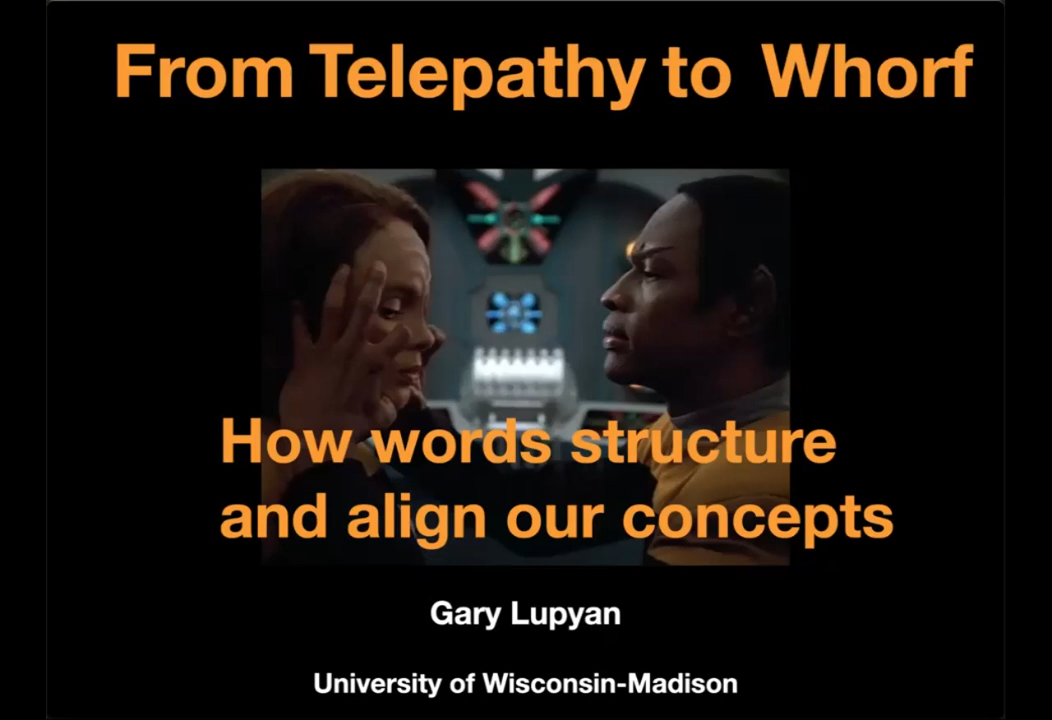 From Telepathy to Whorf
How words structure
and align our concepts
Gary Lupyan
University of Wisconsin-Madison